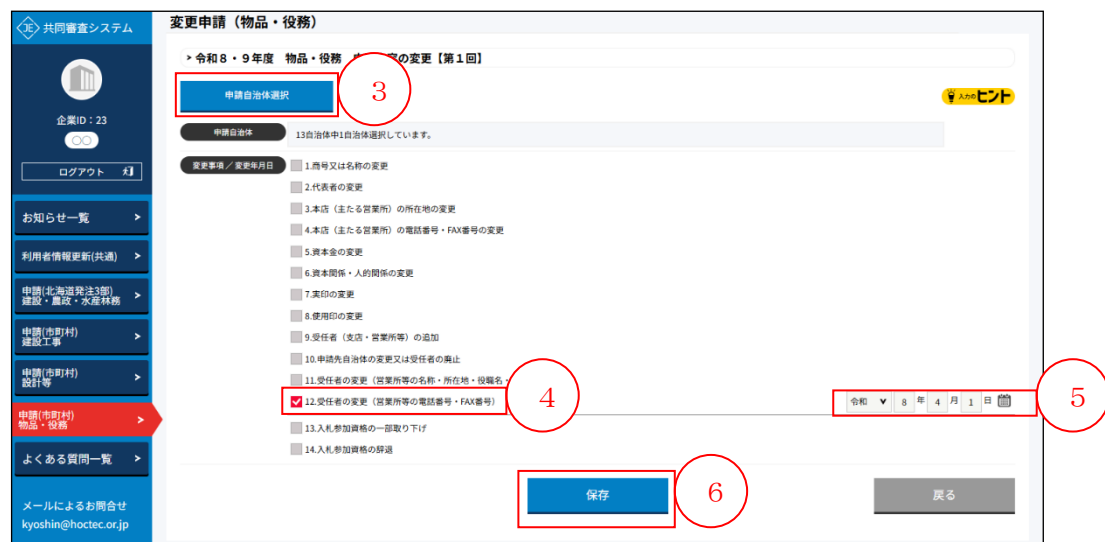 JE 共同審査システム
企業ID：23
○○
ログアウト
お知らせ一覧 >
利用者情報更新(共通) >
申請(北海道発注3部)
建設・農政・水産林務 >
申請(市町村)
建設工事 >
申請(市町村)
設計等 >
申請(市町村)
物品・役務 >
よくある質問一覧 >
メールによるお問合せ
kyoshin@hoctec.or.jp
変更申請（物品・役務）
> 令和８・９年度 物品・役務 の変更【第１回】
申請自治体選択
3
入力のヒント
申請自治体 13自治体中1自治体選択しています。
変更事項／変更年月日 1.商号又は名称の変更
2.代表者の変更
3.本店（主たる営業所）の所在地の変更
4.本店（主たる営業所）の電話番号・FAX番号の変更
5.資本金の変更
6.資本関係・人的関係の変更
7.実印の変更
8.使用印の変更
9.受任者（支店・営業所等）の追加
10.申請先自治体の変更又は受任者の廃止
11.受任者の変更（営業所等の名称・所在地・役職名・
12.受任者の変更（営業所等の電話番号・FAX番号） 4 令和 8 年 4 月 1 日 5
13.入札参加資格の一部取り下げ
14.入札参加資格の辞退
保存 6 戻る